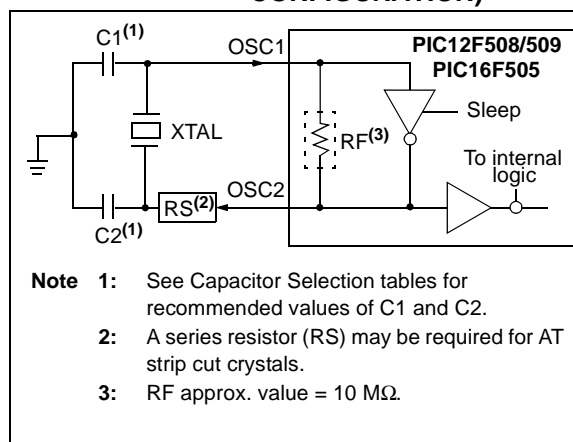 CONFIGURATION)
C1(1)
OSC1
PIC12F508/509
PIC16F505
Sleep
XTAL
RF(3)
To internal
logic
OSC2
RS(2)
C2(1)
Note 1: See Capacitor Selection tables for
recommended values of C1 and C2.
2: A series resistor (RS) may be required for AT
strip cut crystals.
3: RF approx. value = 10 MΩ.